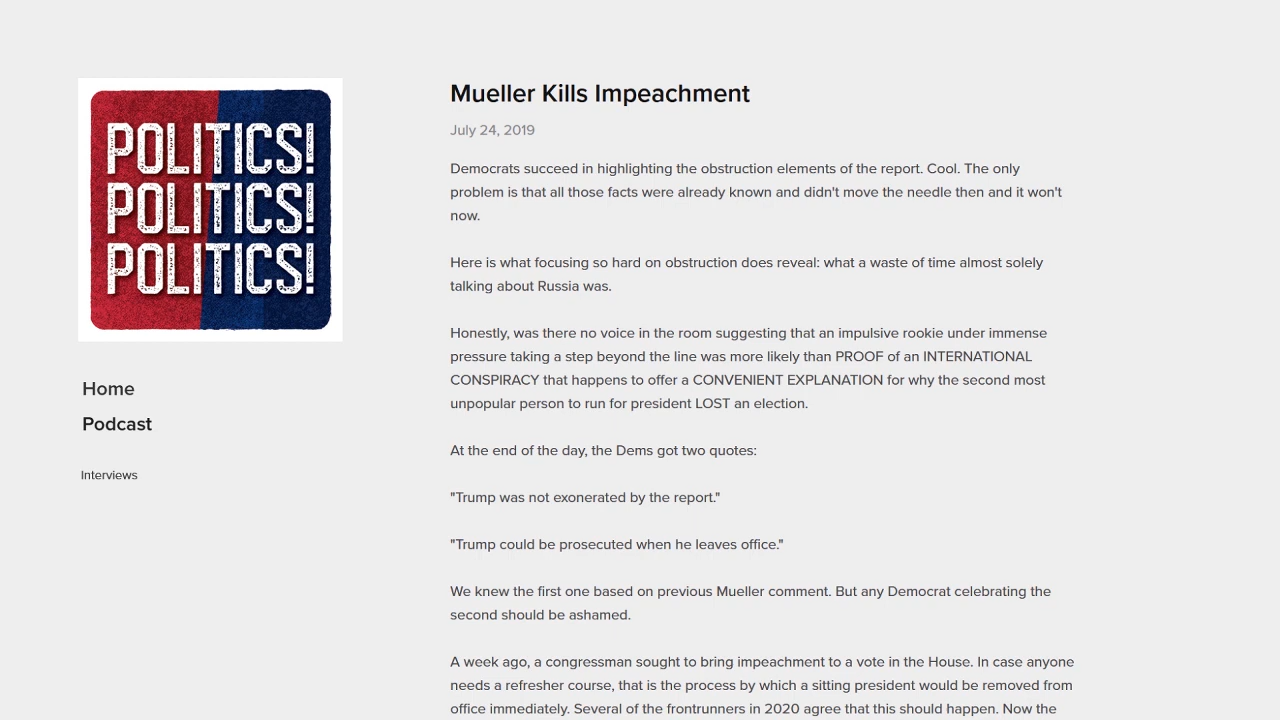 POLITICS!
POLITICS!
POLITICS!
Home
Podcast
Interviews
Mueller Kills Impeachment
July 24, 2019
Democrats succeed in highlighting the obstruction elements of the report. Cool. The only
problem is that all those facts were already known and didn't move the needle then and it won't
now.
Here is what focusing so hard on obstruction does reveal: what a waste of time almost solely
talking about Russia was.
Honestly, was there no voice in the room suggesting that an impulsive rookie under immense
pressure taking a step beyond the line was more likely than PROOF of an INTERNATIONAL
CONSPIRACY that happens to offer a CONVENIENT EXPLANATION for why the second most
unpopular person to run for president LOST an election.
At the end of the day, the Dems got two quotes:
"Trump was not exonerated by the report."
"Trump could be prosecuted when he leaves office."
We knew the first one based on previous Mueller comment. But any Democrat celebrating the
second should be ashamed.
A week ago, a congressman sought to bring impeachment to a vote in the House. In case anyone
needs a refresher course, that is the process by which a sitting president would be removed from
office immediately. Several of the frontrunners in 2020 agree that this should happen. Now the